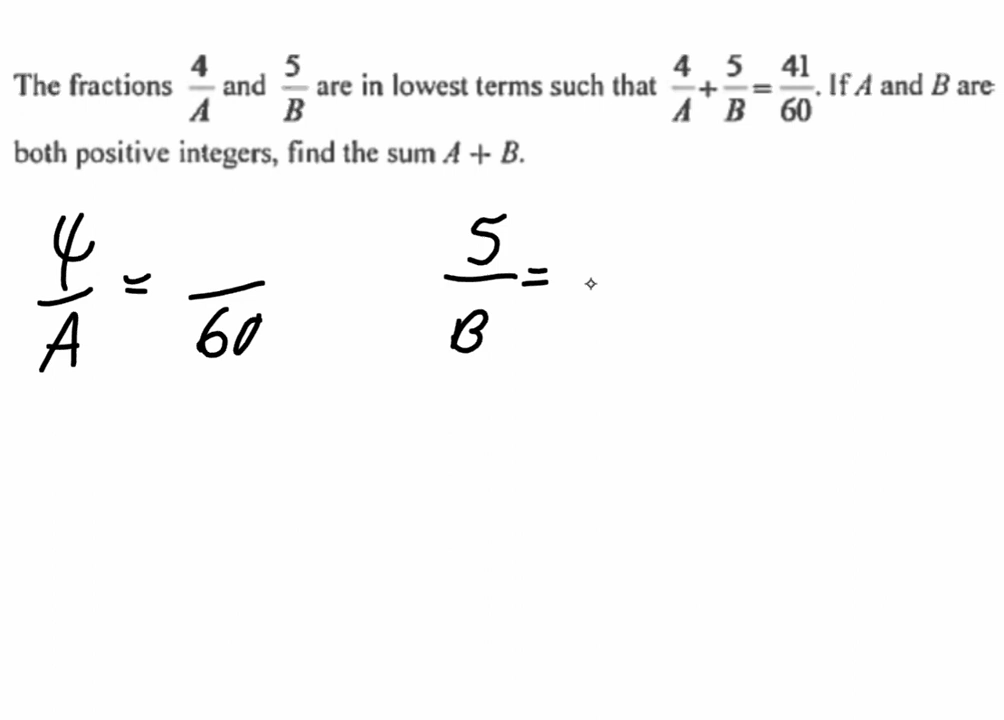 The fractions 4/A and 5/B are in lowest terms such that 4/A + 5/B = 41/60. If A and B are
both positive integers, find the sum A + B.
4/A = /60 5/B =